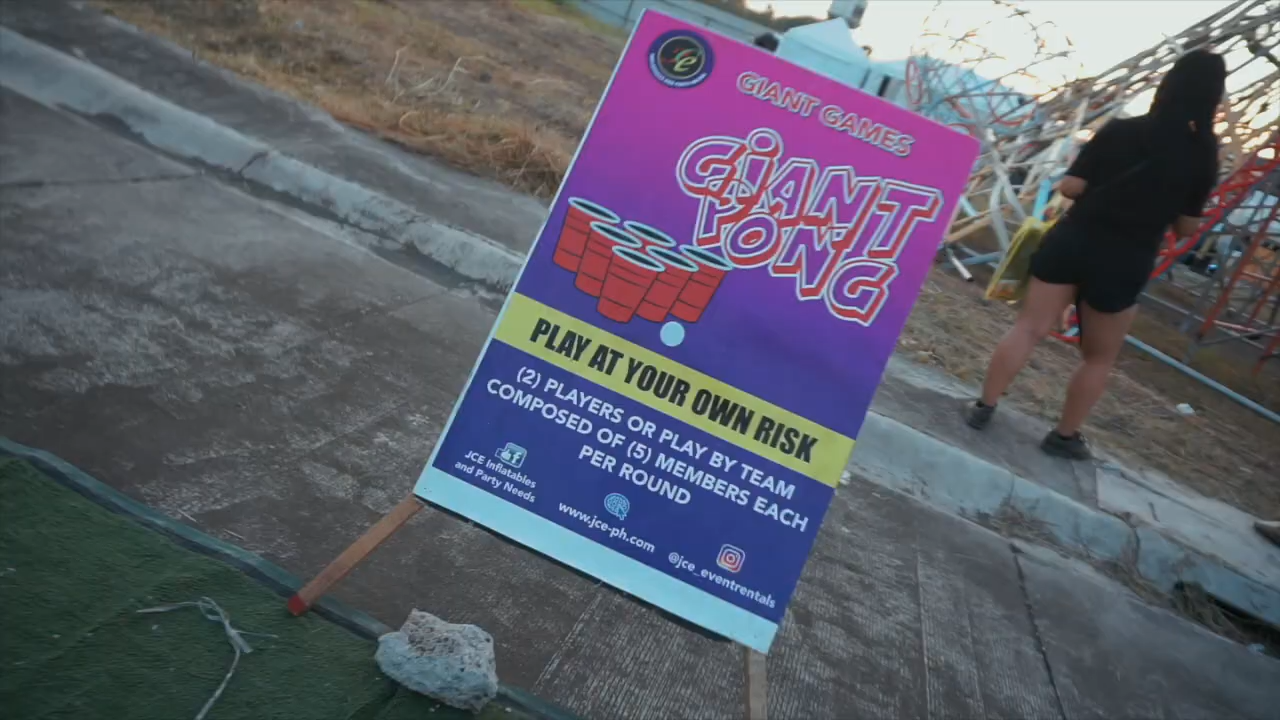 GIANT GAMES
GIANT
PONG
PLAY AT YOUR OWN RISK
(2) PLAYERS OR PLAY BY TEAM
COMPOSED OF (5) MEMBERS EACH
PER ROUND
JCE Inflatables
and Party Needs
www.jce-ph.com
@jce_eventrentals